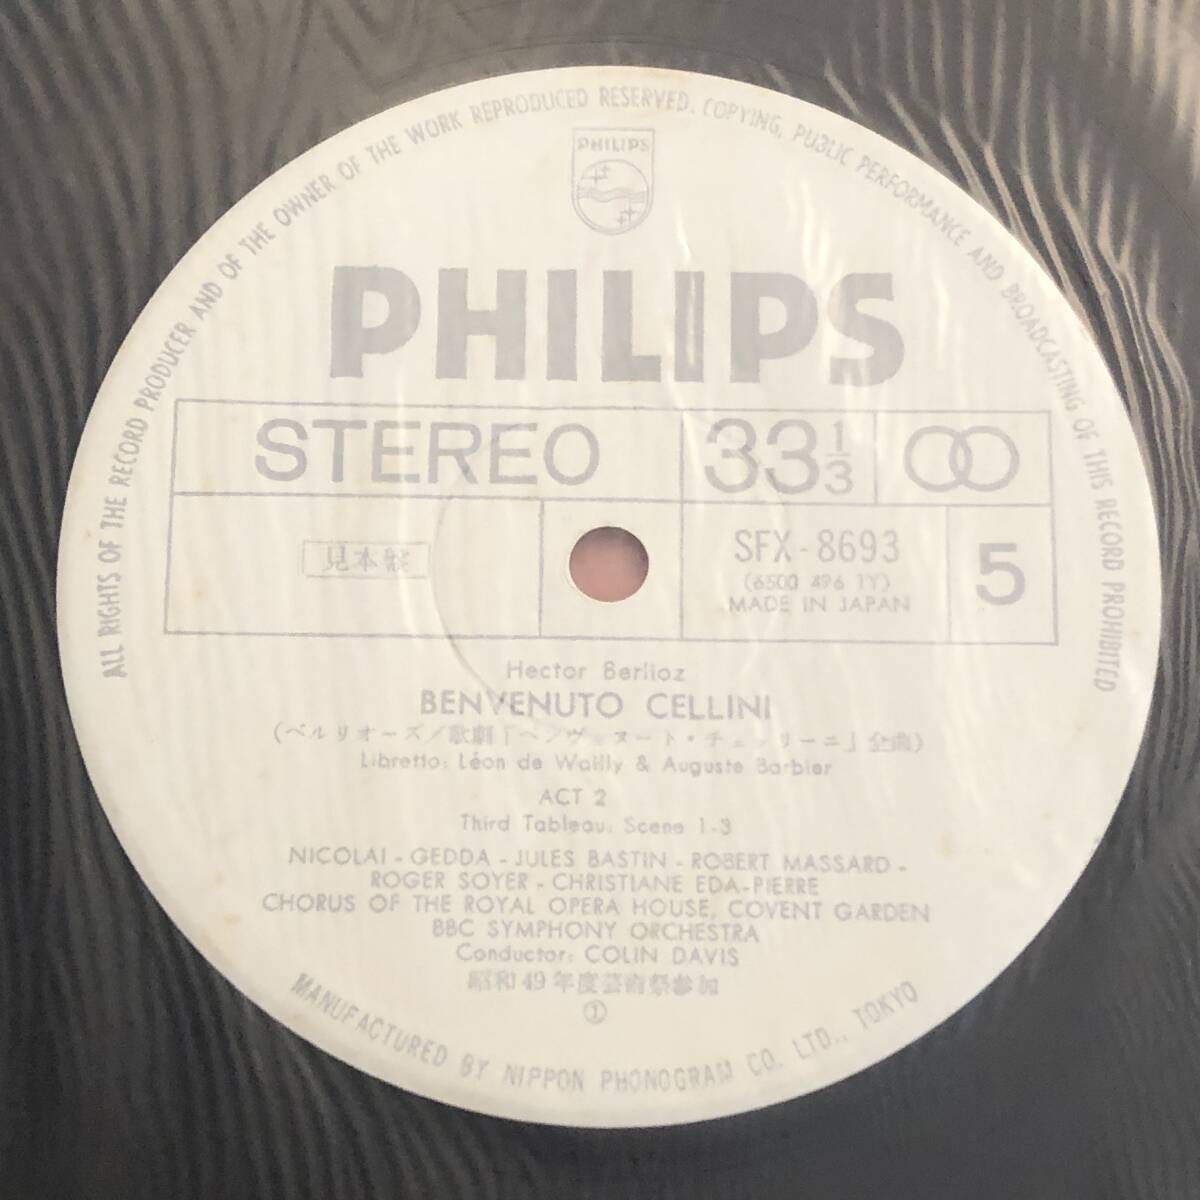 ALL RIGHTS OF THE RECORD PRODUCER AND OF THE OWNER OF THE WORK REPRODUCED RESERVED. COPYING, PUBLIC PERFORMANCE AND BROADCASTING OF THIS RECORD PROHIBITED
PHILIPS
PHILIPS
STEREO 33 1/3
見本盤
SFX-8693
(6500 496 1Y)
MADE IN JAPAN
5
Hector Berlioz
BENVENUTO CELLINI
(ベルリオーズ/歌劇「ベンヴェヌート・チェッリーニ」全曲)
Libretto: Léon de Wailly & Auguste Barbier
ACT 2
Third Tableau: Scene 1-3
NICOLAI - GEDDA - JULES BASTIN - ROBERT MASSARD -
ROGER SOYER - CHRISTIANE EDA-PIERRE
CHORUS OF THE ROYAL OPERA HOUSE, COVENT GARDEN
BBC SYMPHONY ORCHESTRA
Conductor: COLIN DAVIS
昭和49年度芸術祭参加
①
MANUFACTURED BY NIPPON PHONOGRAM CO. LTD., TOKYO